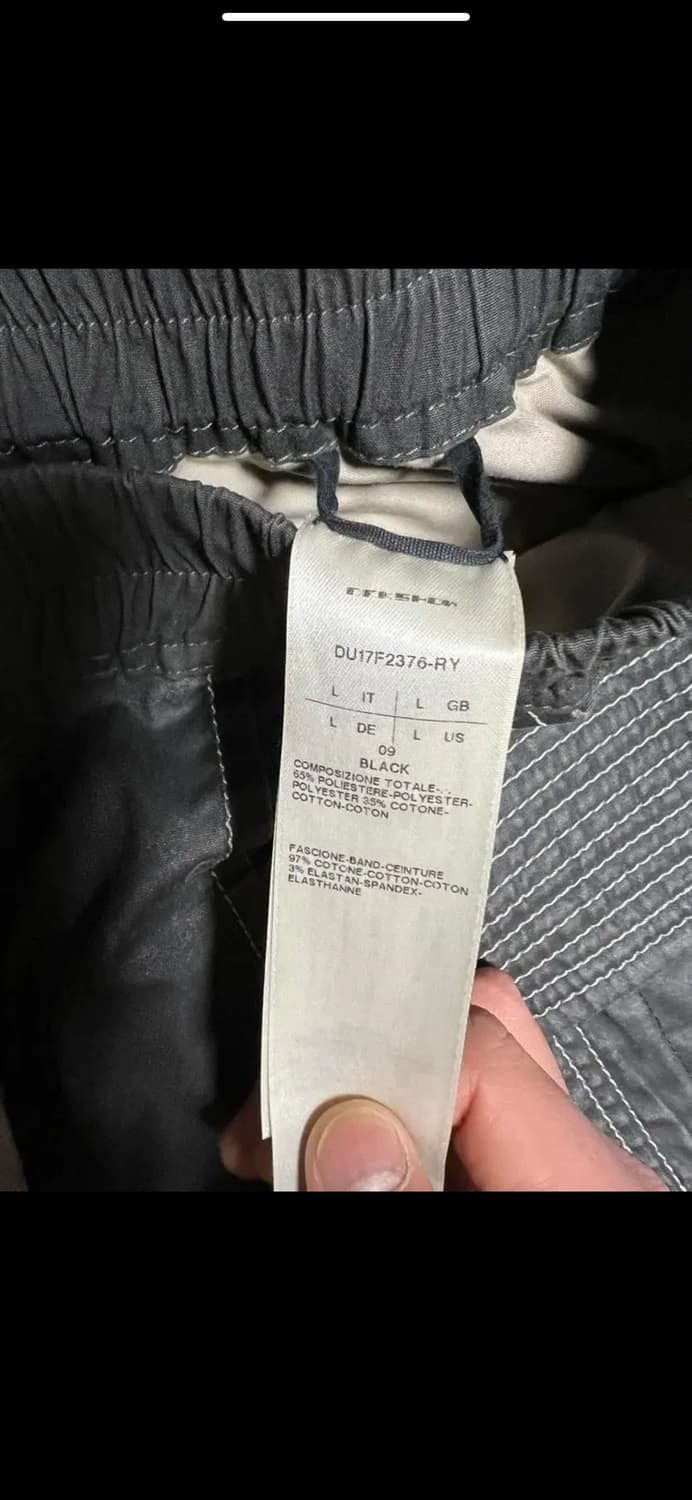 DRKSHDW
DU17F2376-RY
L IT L GB
L DE L US
09
BLACK
COMPOSIZIONE TOTALE-..
65% POLIESTERE-POLYESTER-
POLYESTER 35% COTONE-
COTTON-COTON
FASCIONE-BAND-CEINTURE
97% COTONE-COTTON-COTON
3% ELASTAN-SPANDEX-
ELASTHANNE